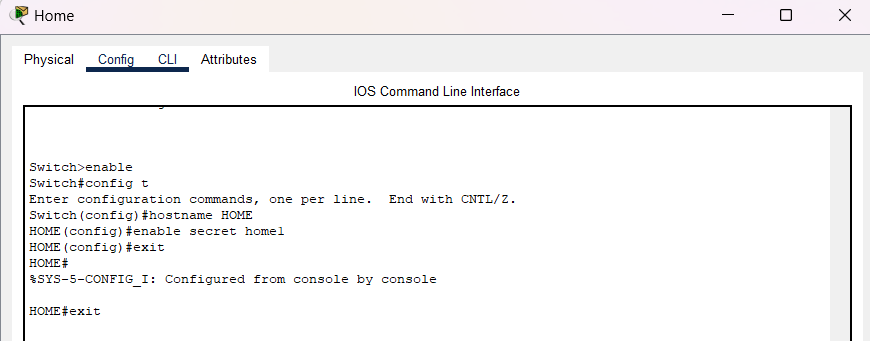 Home
Physical Config CLI Attributes
IOS Command Line Interface
Switch>enable
Switch#config t
Enter configuration commands, one per line.  End with CNTL/Z.
Switch(config)#hostname HOME
HOME(config)#enable secret home1
HOME(config)#exit
HOME#
%SYS-5-CONFIG_I: Configured from console by console
HOME#exit